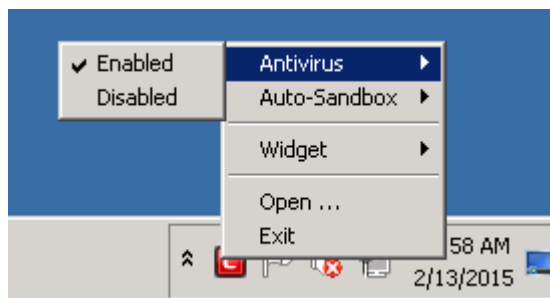 Enabled
Disabled
Antivirus
Auto-Sandbox
Widget
Open ...
Exit
58 AM
2/13/2015